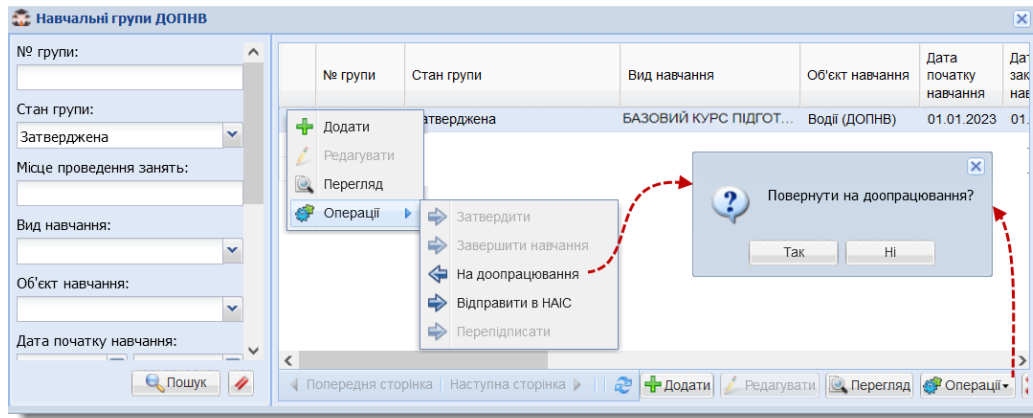 Навчальні групи ДОПНВ
№ групи:
Стан групи:
Затверджена
Місце проведення занять:
Вид навчання:
Об'єкт навчання:
Дата початку навчання:
Пошук
№ групи Стан групи Вид навчання Об'єкт навчання Дата початку навчання
атверджена БАЗОВИЙ КУРС ПІДГОТ... Водії (ДОПНВ) 01.01.2023 01.
Додати
Редагувати
Перегляд
Операції
Затвердити
Завершити навчання
На доопрацювання
Відправити в НАІС
Перепідписати
Повернути на доопрацювання?
Так Ні
Попередня сторінка Наступна сторінка Додати Редагувати Перегляд Операції